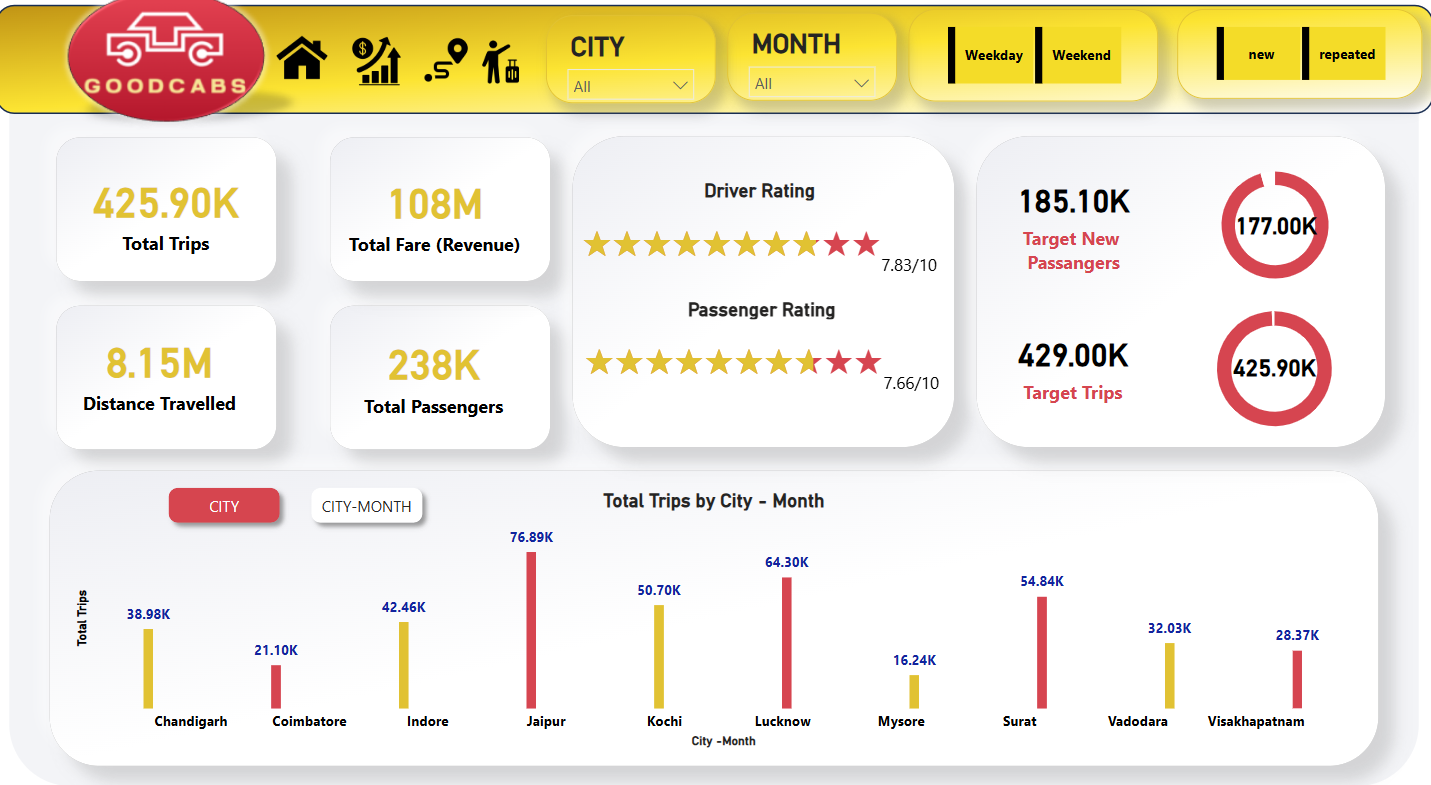 GOODCABS
CITY
All
MONTH
All
Weekday
Weekend
new
repeated
425.90K
Total Trips
108M
Total Fare (Revenue)
8.15M
Distance Travelled
238K
Total Passengers
Driver Rating
7.83/10
Passenger Rating
7.66/10
185.10K
Target New
Passangers
177.00K
429.00K
Target Trips
425.90K
CITY
CITY-MONTH
Total Trips by City - Month
Total Trips
38.98K
21.10K
42.46K
76.89K
50.70K
64.30K
16.24K
54.84K
32.03K
28.37K
Chandigarh
Coimbatore
Indore
Jaipur
Kochi
Lucknow
Mysore
Surat
Vadodara
Visakhapatnam
City -Month